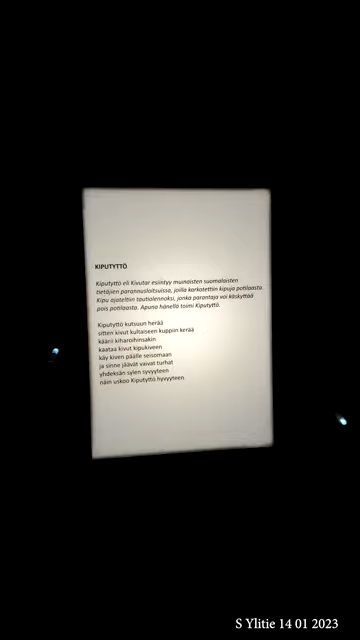 KIPUTYTTÖ
Kiputyttö eli Kivutar esiintyy muinaisten suomalaisten
tietäjien parannusloitsuissa, joilla karkotettiin kipuja potilaasta.
Kipu ajateltiin tautiolennoksi, jonka parantaja voi käskyttää
pois potilaasta. Apuna hänellä toimi Kiputyttö.
Kiputyttö kutsuun herää
sitten kivut kultaiseen kuppiin kerää
käärii kiharoihinsakin
kaataa kivut kipukiveen
käy kiven päälle seisomaan
ja sinne jäävät vaivat turhat
yhdeksän sylen syvyyteen
näin uskoo Kiputyttö hyvyyteen.
S Ylitie 14 01 2023